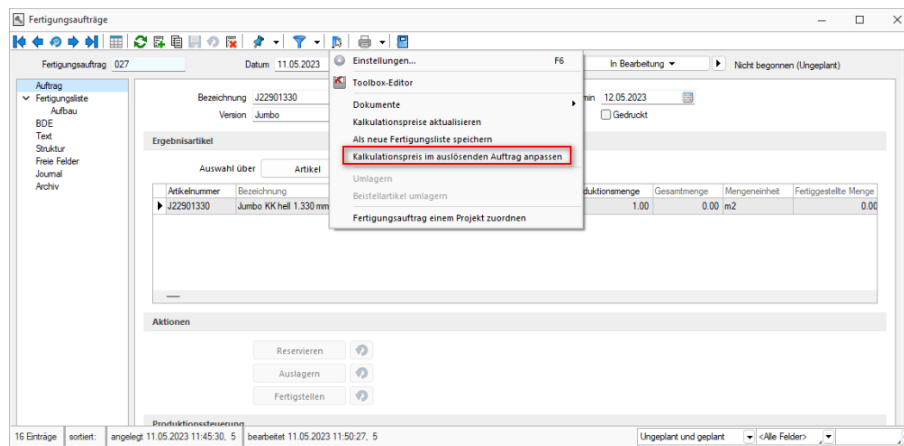 Fertigungsaufträge
Fertigungsauftrag 027 Datum 11.05.2023 In Bearbeitung Nicht begonnen (Ungeplant)
Einstellungen... F6
Toolbox-Editor
Dokumente
Kalkulationspreise aktualisieren
Als neue Fertigungsliste speichern
Kalkulationspreis im auslösenden Auftrag anpassen
Umlagern
Beistellartikel umlagern
Fertigungsauftrag einem Projekt zuordnen
Auftrag
Fertigungsliste
Aufbau
BDE
Text
Struktur
Freie Felder
Journal
Archiv
Bezeichnung J22901330 min 12.05.2023
Version Jumbo Gedruckt
Ergebnisartikel
Auswahl über Artikel
Artikelnummer Bezeichnung duktionsmenge Gesamtmenge Mengeneinheit Fertiggestellte Menge
J22901330 Jumbo KK hell 1.330 mm 1.00 0.00 m2 0.00
Aktionen
Reservieren
Auslagern
Fertigstellen
Produktionssteuerung
16 Einträge sortiert: angelegt 11.05.2023 11:45:30, 5 bearbeitet 11.05.2023 11:50:27, 5 Ungeplant und geplant <Alle Felder>